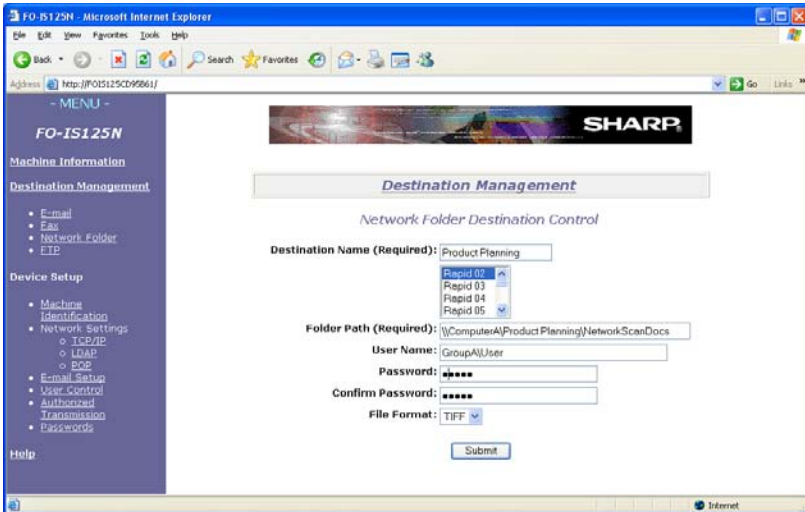 FO-IS125N - Microsoft Internet Explorer
File Edit View Favorites Tools Help
Back Search Favorites
Address http://FOIS125CD95B61/ Go Links »
- MENU -
FO-IS125N
Machine Information
Destination Management
E-mail
Fax
Network Folder
FTP
Device Setup
Machine
Identification
Network Settings
TCP/IP
LDAP
POP
E-mail Setup
User Control
Authorized
Transmission
Passwords
Help
SHARP
Destination Management
Network Folder Destination Control
Destination Name (Required): Product Planning
Rapid 02
Rapid 03
Rapid 04
Rapid 05
Folder Path (Required): \\ComputerA\Product Planning\NetworkScanDocs
User Name: GroupA\\User
Password: •••••
Confirm Password: •••••
File Format: TIFF
Submit
Internet